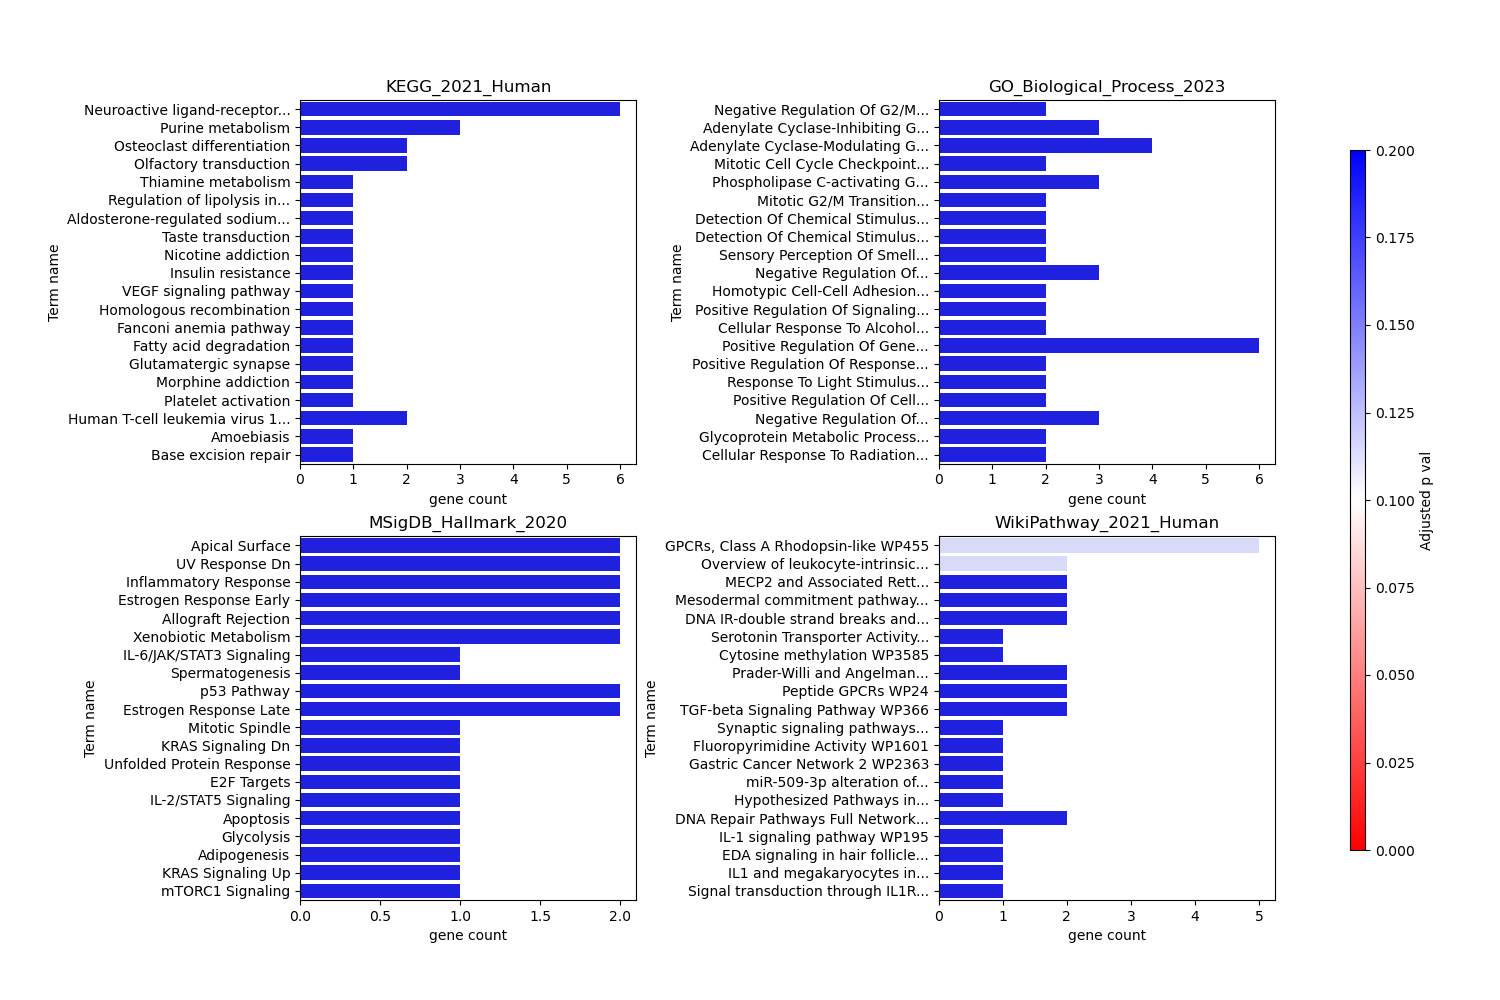 KEGG_2021_Human
Term name
Neuroactive ligand-receptor...
Purine metabolism
Osteoclast differentiation
Olfactory transduction
Thiamine metabolism
Regulation of lipolysis in...
Aldosterone-regulated sodium...
Taste transduction
Nicotine addiction
Insulin resistance
VEGF signaling pathway
Homologous recombination
Fanconi anemia pathway
Fatty acid degradation
Glutamatergic synapse
Morphine addiction
Platelet activation
Human T-cell leukemia virus 1...
Amoebiasis
Base excision repair
0 1 2 3 4 5 6
gene count
GO_Biological_Process_2023
Term name
Negative Regulation Of G2/M...
Adenylate Cyclase-Inhibiting G...
Adenylate Cyclase-Modulating G...
Mitotic Cell Cycle Checkpoint...
Phospholipase C-activating G...
Mitotic G2/M Transition...
Detection Of Chemical Stimulus...
Detection Of Chemical Stimulus...
Sensory Perception Of Smell...
Negative Regulation Of...
Homotypic Cell-Cell Adhesion...
Positive Regulation Of Signaling...
Cellular Response To Alcohol...
Positive Regulation Of Gene...
Positive Regulation Of Response...
Response To Light Stimulus...
Positive Regulation Of Cell...
Negative Regulation Of...
Glycoprotein Metabolic Process...
Cellular Response To Radiation...
0 1 2 3 4 5 6
gene count
MSigDB_Hallmark_2020
Term name
Apical Surface
UV Response Dn
Inflammatory Response
Estrogen Response Early
Allograft Rejection
Xenobiotic Metabolism
IL-6/JAK/STAT3 Signaling
Spermatogenesis
p53 Pathway
Estrogen Response Late
Mitotic Spindle
KRAS Signaling Dn
Unfolded Protein Response
E2F Targets
IL-2/STAT5 Signaling
Apoptosis
Glycolysis
Adipogenesis
KRAS Signaling Up
mTORC1 Signaling
0.0 0.5 1.0 1.5 2.0
gene count
WikiPathway_2021_Human
Term name
GPCRs, Class A Rhodopsin-like WP455
Overview of leukocyte-intrinsic...
MECP2 and Associated Rett...
Mesodermal commitment pathway...
DNA IR-double strand breaks and...
Serotonin Transporter Activity...
Cytosine methylation WP3585
Prader-Willi and Angelman...
Peptide GPCRs WP24
TGF-beta Signaling Pathway WP366
Synaptic signaling pathways...
Fluoropyrimidine Activity WP1601
Gastric Cancer Network 2 WP2363
miR-509-3p alteration of...
Hypothesized Pathways in...
DNA Repair Pathways Full Network...
IL-1 signaling pathway WP195
EDA signaling in hair follicle...
IL1 and megakaryocytes in...
Signal transduction through IL1R...
0 1 2 3 4 5
gene count
0.200
0.175
0.150
0.125
0.100
0.075
0.050
0.025
0.000
Adjusted p val